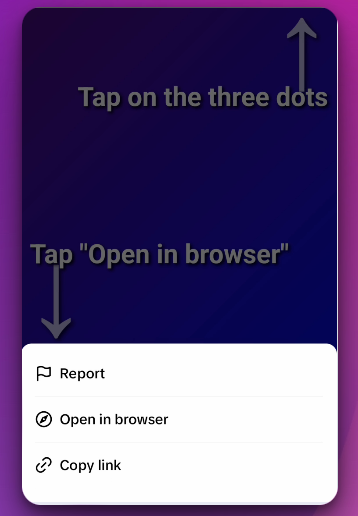 Tap on the three dots
Tap "Open in browser"
Report
Open in browser
Copy link